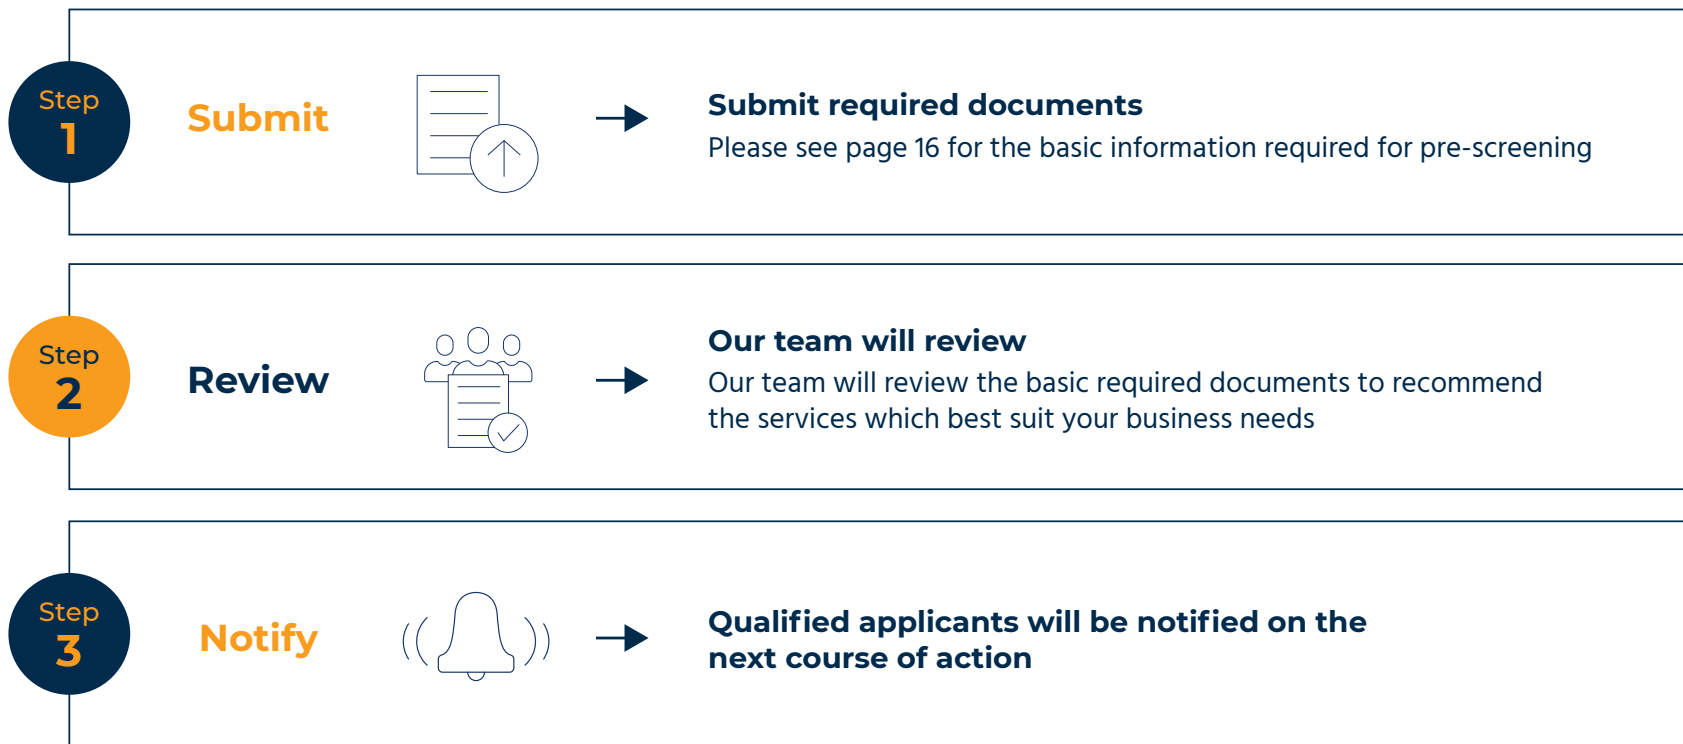 Step
1
Submit
Submit required documents
Please see page 16 for the basic information required for pre-screening
Step
2
Review
Our team will review
Our team will review the basic required documents to recommend
the services which best suit your business needs
Step
3
Notify
Qualified applicants will be notified on the
next course of action